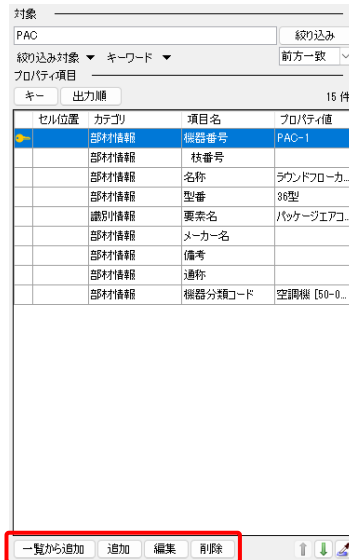 対象
PAC 絞り込み
絞り込み対象 ▼ キーワード ▼ 前方一致
プロパティ項目
キー 出力順 15 件
セル位置 カテゴリ 項目名 プロパティ値
部材情報 機器番号 PAC-1
部材情報 枝番号
部材情報 名称 ラウンドフローカ...
部材情報 型番 36型
識別情報 要素名 パッケージエアコ...
部材情報 メーカー名
部材情報 備考
部材情報 通称
部材情報 機器分類コード 空調機 [50-0...
一覧から追加 追加 編集 削除